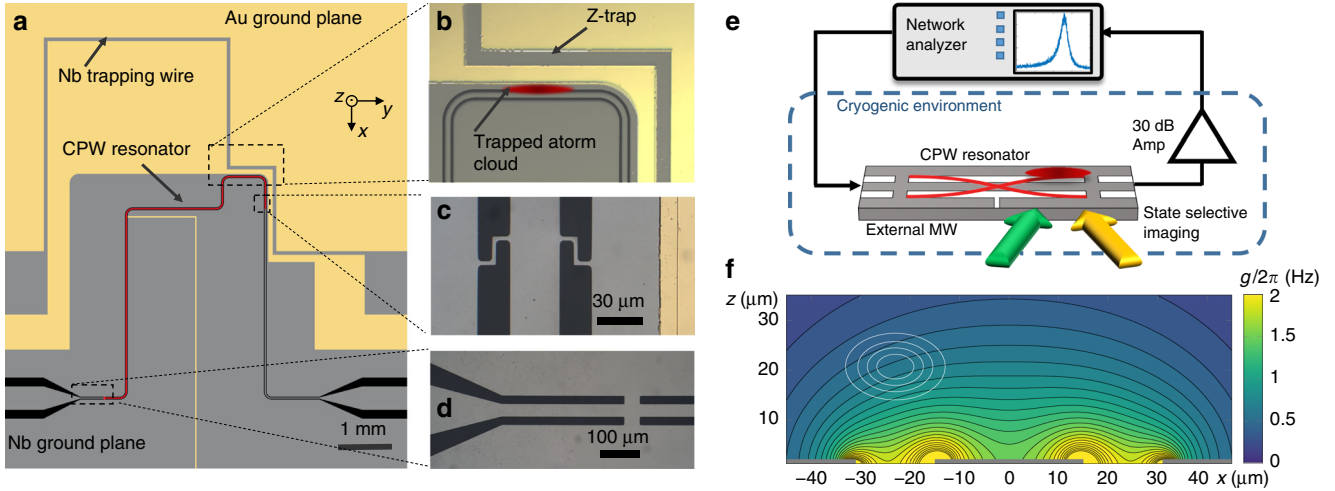 a
Au ground plane
Nb trapping wire
z
y
x
CPW resonator
Nb ground plane
1 mm
b
Z-trap
Trapped atorm
cloud
c
30 μm
d
100 μm
e
Network
analyzer
Cryogenic environment
30 dB
Amp
CPW resonator
External MW
State selective
imaging
f
z (μm)
g/2π (Hz)
30
20
10
−40 −30 −20 −10 0 10 20 30 40
x (μm)
2
1.5
1
0.5
0